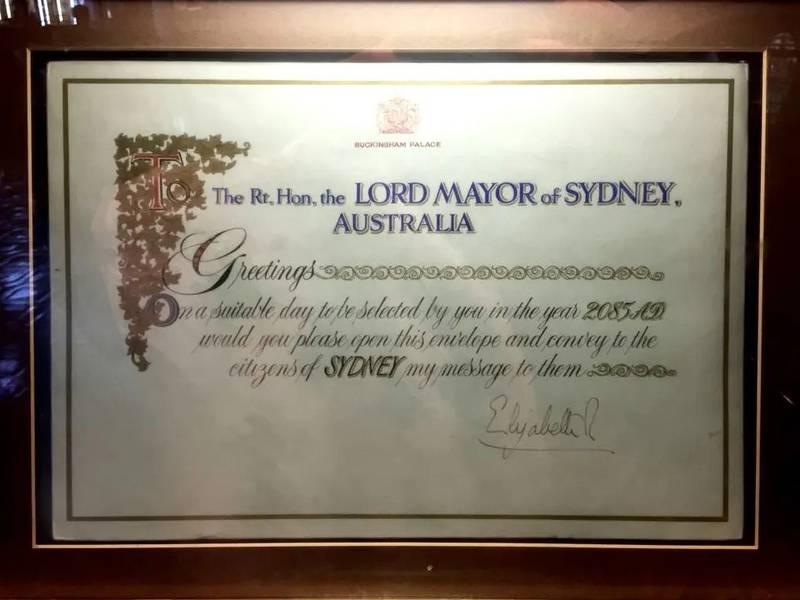 BUCKINGHAM PALACE
To The Rt. Hon. the LORD MAYOR of SYDNEY,
AUSTRALIA
Greetings
On a suitable day to be selected by you in the year 2085 A.D.
would you please open this envelope and convey to the
citizens of SYDNEY my message to them
Elizabeth R